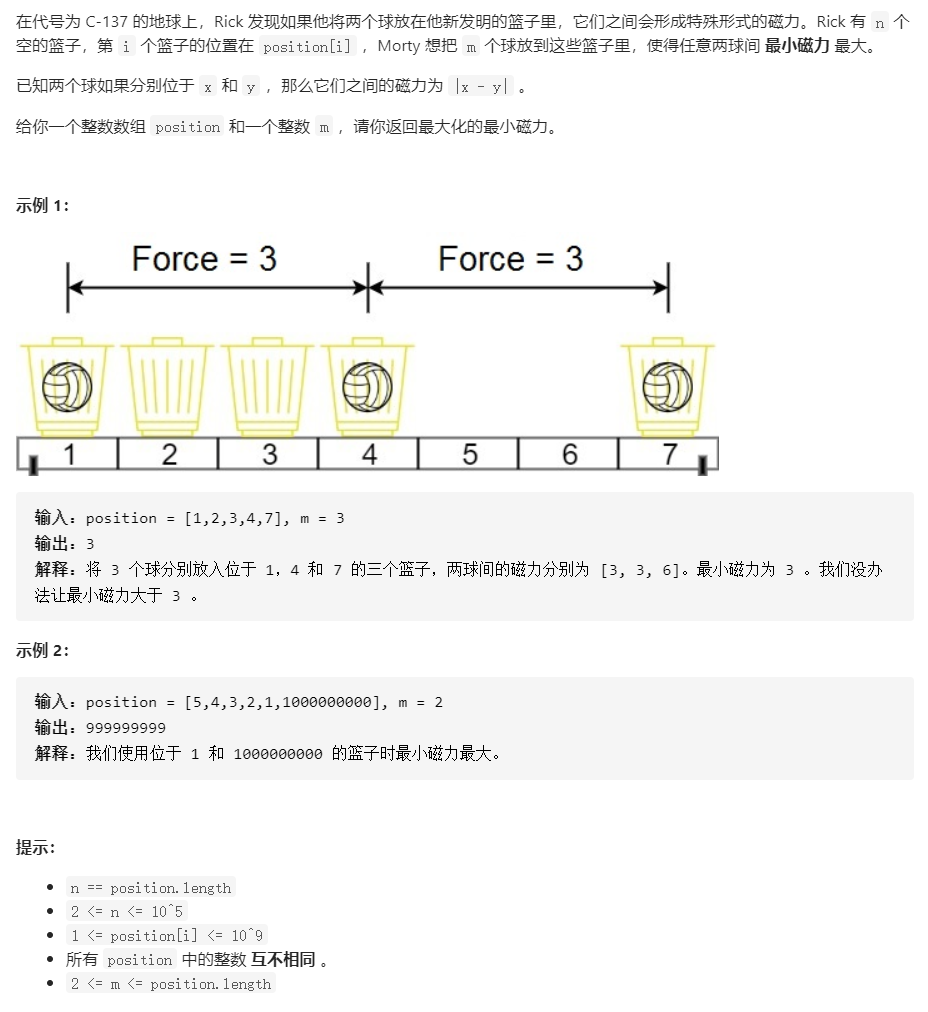 在代号为 C-137 的地球上，Rick 发现如果他将两个球放在他新发明的篮子里，它们之间会形成特殊形式的磁力。Rick 有 n 个
空的篮子，第 i 个篮子的位置在 position[i] ，Morty 想把 m 个球放到这些篮子里，使得任意两球间 最小磁力 最大。
已知两个球如果分别位于 x 和 y ，那么它们之间的磁力为 |x - y| 。
给你一个整数数组 position 和一个整数 m ，请你返回最大化的最小磁力。
示例 1：
Force = 3 Force = 3
1 2 3 4 5 6 7
输入：position = [1,2,3,4,7], m = 3
输出：3
解释：将 3 个球分别放入位于 1，4 和 7 的三个篮子，两球间的磁力分别为 [3, 3, 6]。最小磁力为 3 。我们没办
法让最小磁力大于 3 。
示例 2：
输入：position = [5,4,3,2,1,1000000000], m = 2
输出：999999999
解释：我们使用位于 1 和 1000000000 的篮子时最小磁力最大。
提示：
n == position.length
2 <= n <= 10^5
1 <= position[i] <= 10^9
所有 position 中的整数 互不相同 。
2 <= m <= position.length